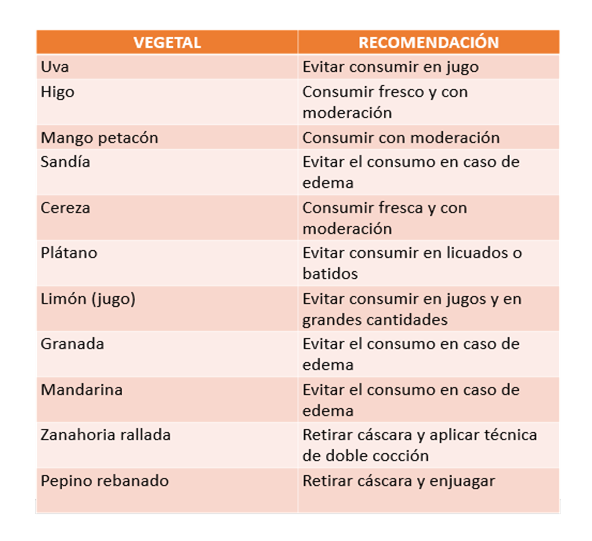 VEGETAL RECOMENDACIÓN
Uva Evitar consumir en jugo
Higo Consumir fresco y con
moderación
Mango petacón Consumir con moderación
Sandía Evitar el consumo en caso de
edema
Cereza Consumir fresca y con
moderación
Plátano Evitar consumir en licuados o
batidos
Limón (jugo) Evitar consumir en jugos y en
grandes cantidades
Granada Evitar el consumo en caso de
edema
Mandarina Evitar el consumo en caso de
edema
Zanahoria rallada Retirar cáscara y aplicar técnica
de doble cocción
Pepino rebanado Retirar cáscara y enjuagar